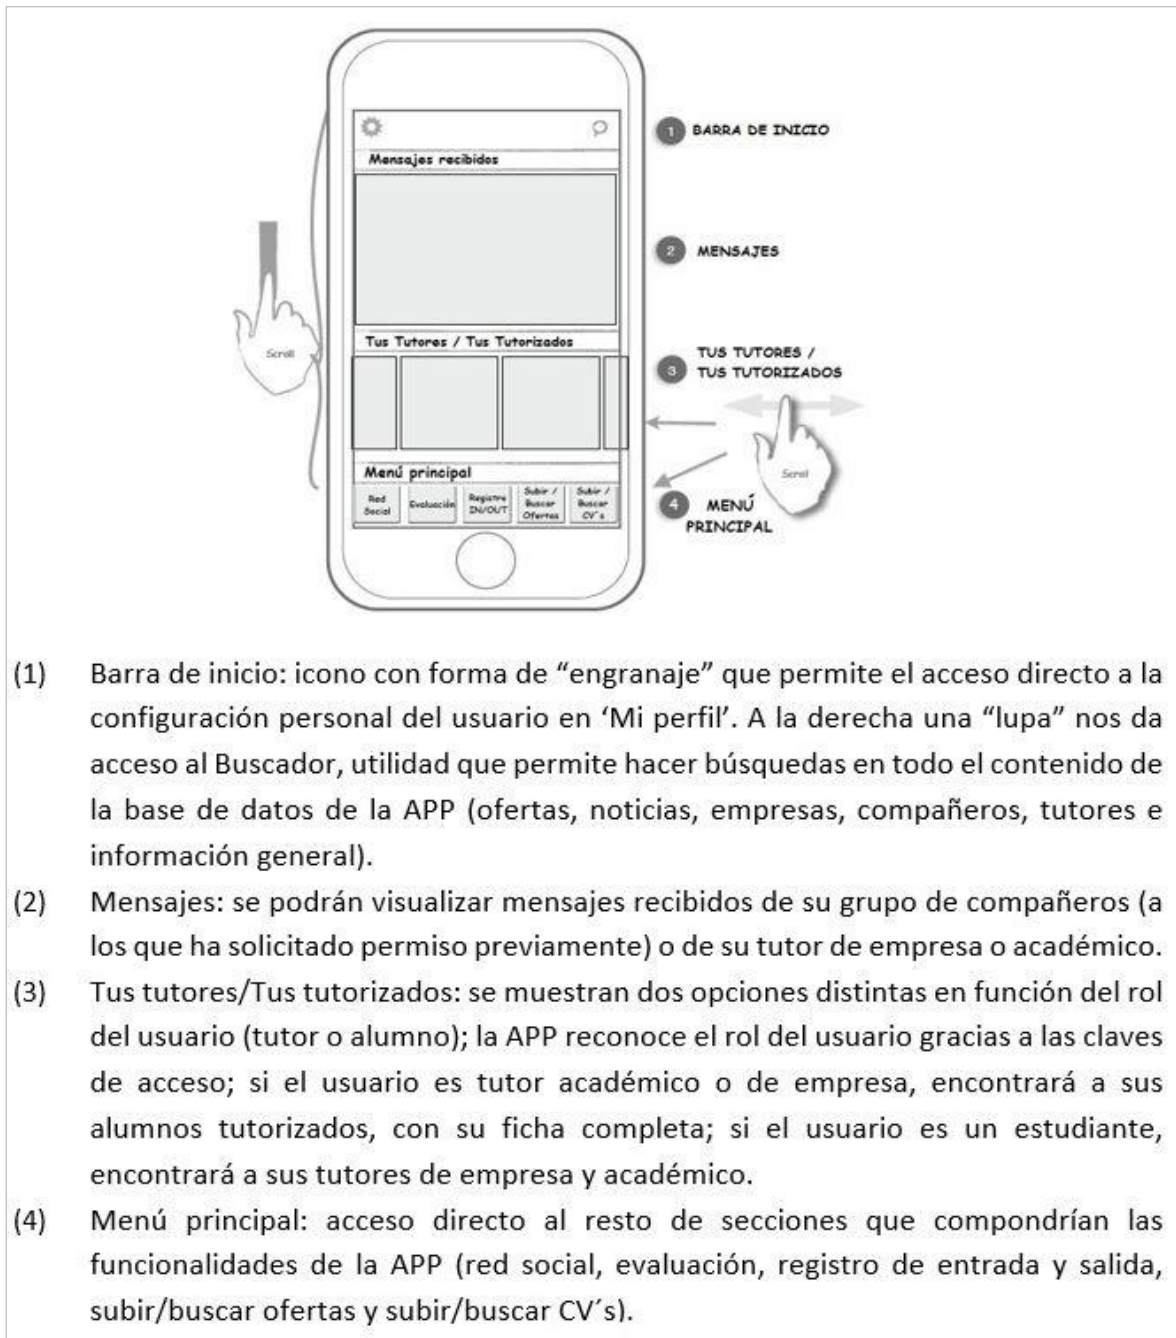 1 BARRA DE INICIO
Mensajes recibidos
2 MENSAJES
Scroll
Tus Tutores / Tus Tutorizados
3 TUS TUTORES /
TUS TUTORIZADOS
Scrol
Menú principal
Red
Social
Evaluación
Registro
IN/OUT
Subir /
Buscar
Ofertas
Subir /
Buscar
CV´s
4 MENÚ
PRINCIPAL
(1) Barra de inicio: icono con forma de “engranaje” que permite el acceso directo a la
configuración personal del usuario en ‘Mi perfil’. A la derecha una “lupa” nos da
acceso al Buscador, utilidad que permite hacer búsquedas en todo el contenido de
la base de datos de la APP (ofertas, noticias, empresas, compañeros, tutores e
información general).
(2) Mensajes: se podrán visualizar mensajes recibidos de su grupo de compañeros (a
los que ha solicitado permiso previamente) o de su tutor de empresa o académico.
(3) Tus tutores/Tus tutorizados: se muestran dos opciones distintas en función del rol
del usuario (tutor o alumno); la APP reconoce el rol del usuario gracias a las claves
de acceso; si el usuario es tutor académico o de empresa, encontrará a sus
alumnos tutorizados, con su ficha completa; si el usuario es un estudiante,
encontrará a sus tutores de empresa y académico.
(4) Menú principal: acceso directo al resto de secciones que compondrían las
funcionalidades de la APP (red social, evaluación, registro de entrada y salida,
subir/buscar ofertas y subir/buscar CV´s).